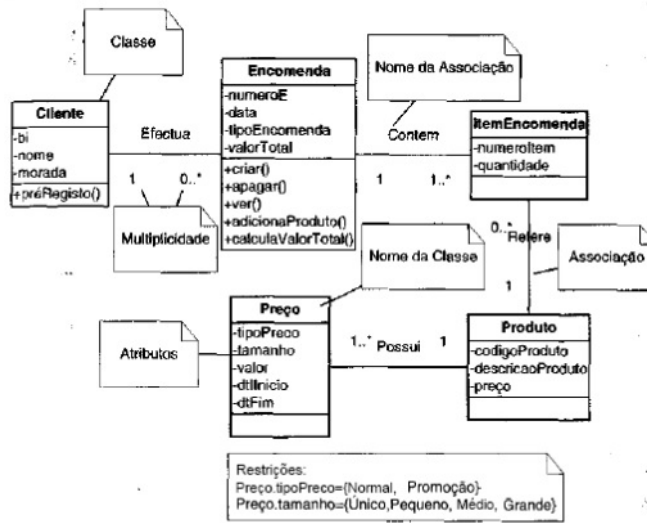 Classe
Encomenda
-numeroE
-data
-tipoEncomenda
-valorTotal
+criar()
+apagar()
+ver()
+adicionaProduto()
+calculaValorTotal()
Nome da Associação
Cliente
-bi
-nome
-morada
+préRegisto()
Efectua
1
0..*
Multiplicidade
Contem
1
1..*
ItemEncomenda
-numeroItem
-quantidade
0..*
Refere
1
Associação
Nome da Classe
Preço
-tipoPreco
-tamanho
-valor
-dtIInicio
-dtFim
Atributos
1..*
Possui
1
Produto
-codigoProduto
-descricaoProduto
-preço
Restrições:
Preço.tipoPreco={Normal, Promoção}
Preço.tamanho={Único,Pequeno, Médio, Grande}